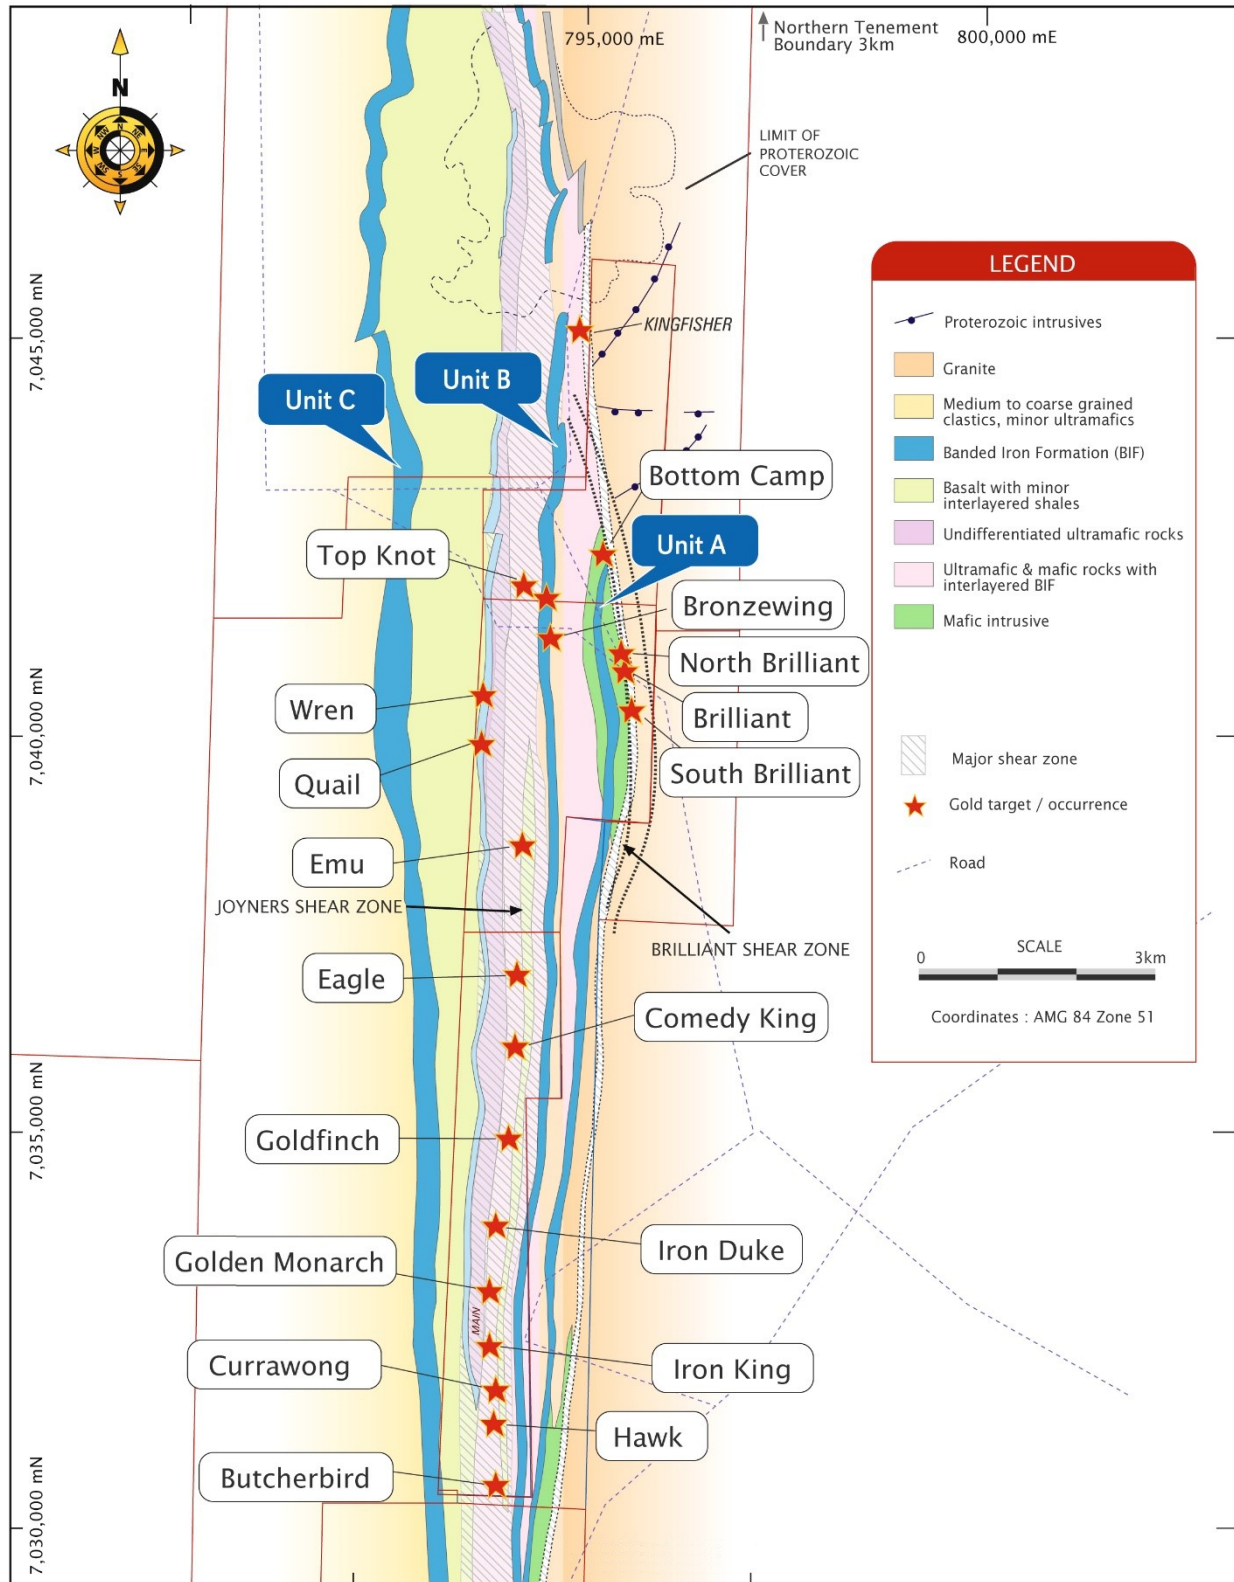 795,000 mE
Northern Tenement
Boundary 3km
800,000 mE
N
N
NE
E
SE
S
SW
W
NW
LIMIT OF
PROTEROZOIC
COVER
LEGEND
Proterozoic intrusives
Granite
Medium to coarse grained
clastics, minor ultramafics
Banded Iron Formation (BIF)
Basalt with minor
interlayered shales
Undifferentiated ultramafic rocks
Ultramafic & mafic rocks with
interlayered BIF
Mafic intrusive
Major shear zone
Gold target / occurrence
Road
SCALE
0 3km
Coordinates : AMG 84 Zone 51
7,045,000 mN
KINGFISHER
Unit B
Unit C
Bottom Camp
Unit A
Top Knot
Bronzewing
North Brilliant
7,040,000 mN
Wren
Brilliant
Quail
South Brilliant
Emu
JOYNERS SHEAR ZONE
BRILLIANT SHEAR ZONE
Eagle
Comedy King
7,035,000 mN
Goldfinch
Iron Duke
Golden Monarch
MAIN
Currawong
Iron King
Hawk
Butcherbird
7,030,000 mN